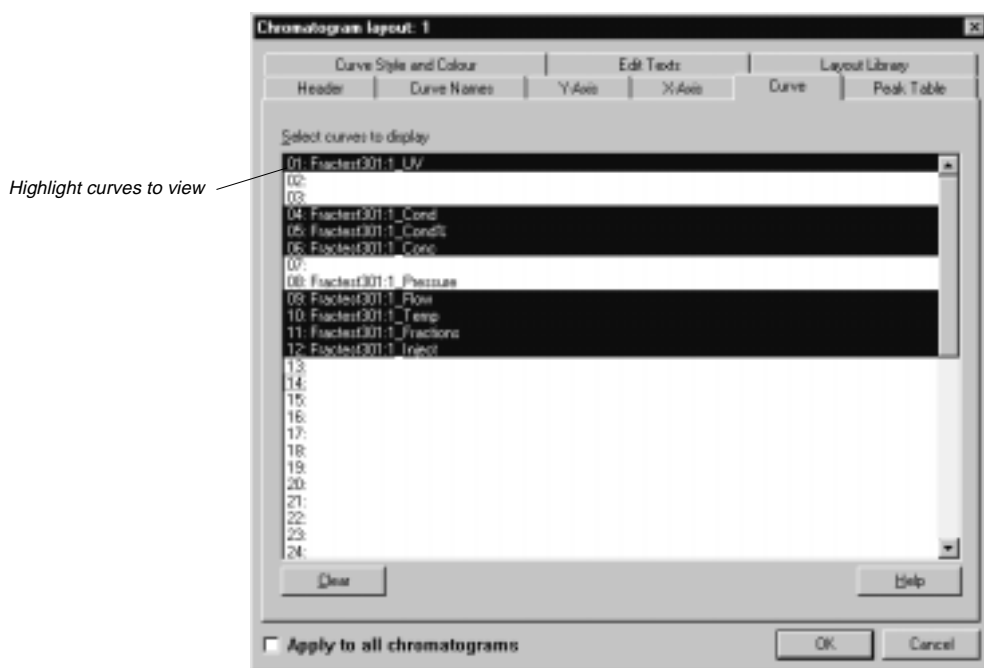 Chromatogram layout: 1
Curve Style and Colour Edit Texts Layout Library
Header Curve Names Y-Axis X-Axis Curve Peak Table
Select curves to display
Highlight curves to view
01: Fractest301:1_UV
02:
03:
04: Fractest301:1_Cond
05: Fractest301:1_Cond%
06: Fractest301:1_Conc
07:
08: Fractest301:1_Pressure
09: Fractest301:1_Flow
10: Fractest301:1_Temp
11: Fractest301:1_Fractions
12: Fractest301:1_Inject
13:
14:
15:
16:
17:
18:
19:
20:
21:
22:
23:
24:
Clear Help
Apply to all chromatograms OK Cancel